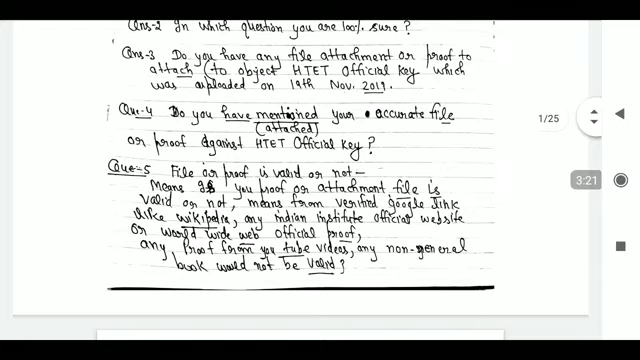 Qns-2 In which question you are 100% sure?
Qns-3 Do you have any file attachment or proof to
attach (to object HTET Official Key which
was uploaded on 19th Nov. 2019.
Que-4 Do you have mentioned your accurate file
(attached)
or proof against HTET Official Key?
Que-5 File or proof is valid or not—
Means Is you proof or attachment file is
valid or not, means from verified google link
like wikipedia, any indian institute official website
or world wide web official proof,
any proof from you tube videos, any non-general
book would not be valid?
1/25
3:21